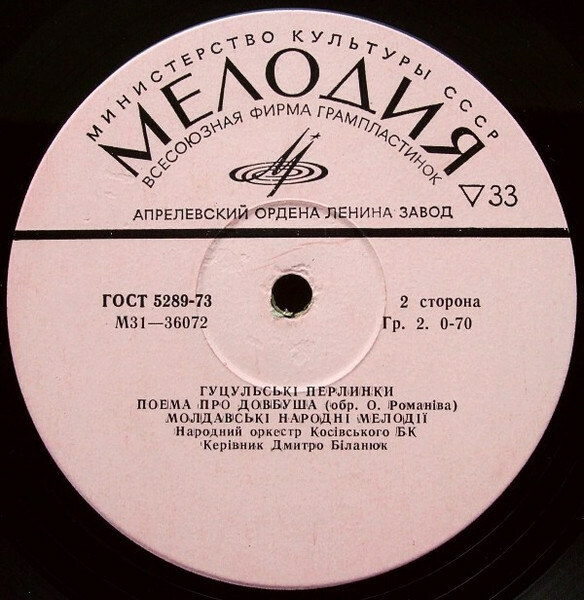 МИНИСТЕРСТВО КУЛЬТУРЫ СССР
МЕЛОДИЯ
ВСЕСОЮЗНАЯ ФИРМА ГРАМПЛАСТИНОК
▽33
АПРЕЛЕВСКИЙ ОРДЕНА ЛЕНИНА ЗАВОД
ГОСТ 5289-73
2 сторона
М31—36072
Гр. 2. 0-70
ГУЦУЛЬСЬКІ ПЕРЛИНКИ
ПОЕМА ПРО ДОВБУША (обр. О. Романіва)
МОЛДАВСЬКІ НАРОДНІ МЕЛОДІЇ
Народний оркестр Косівського БК
Керівник Дмитро Біланюк